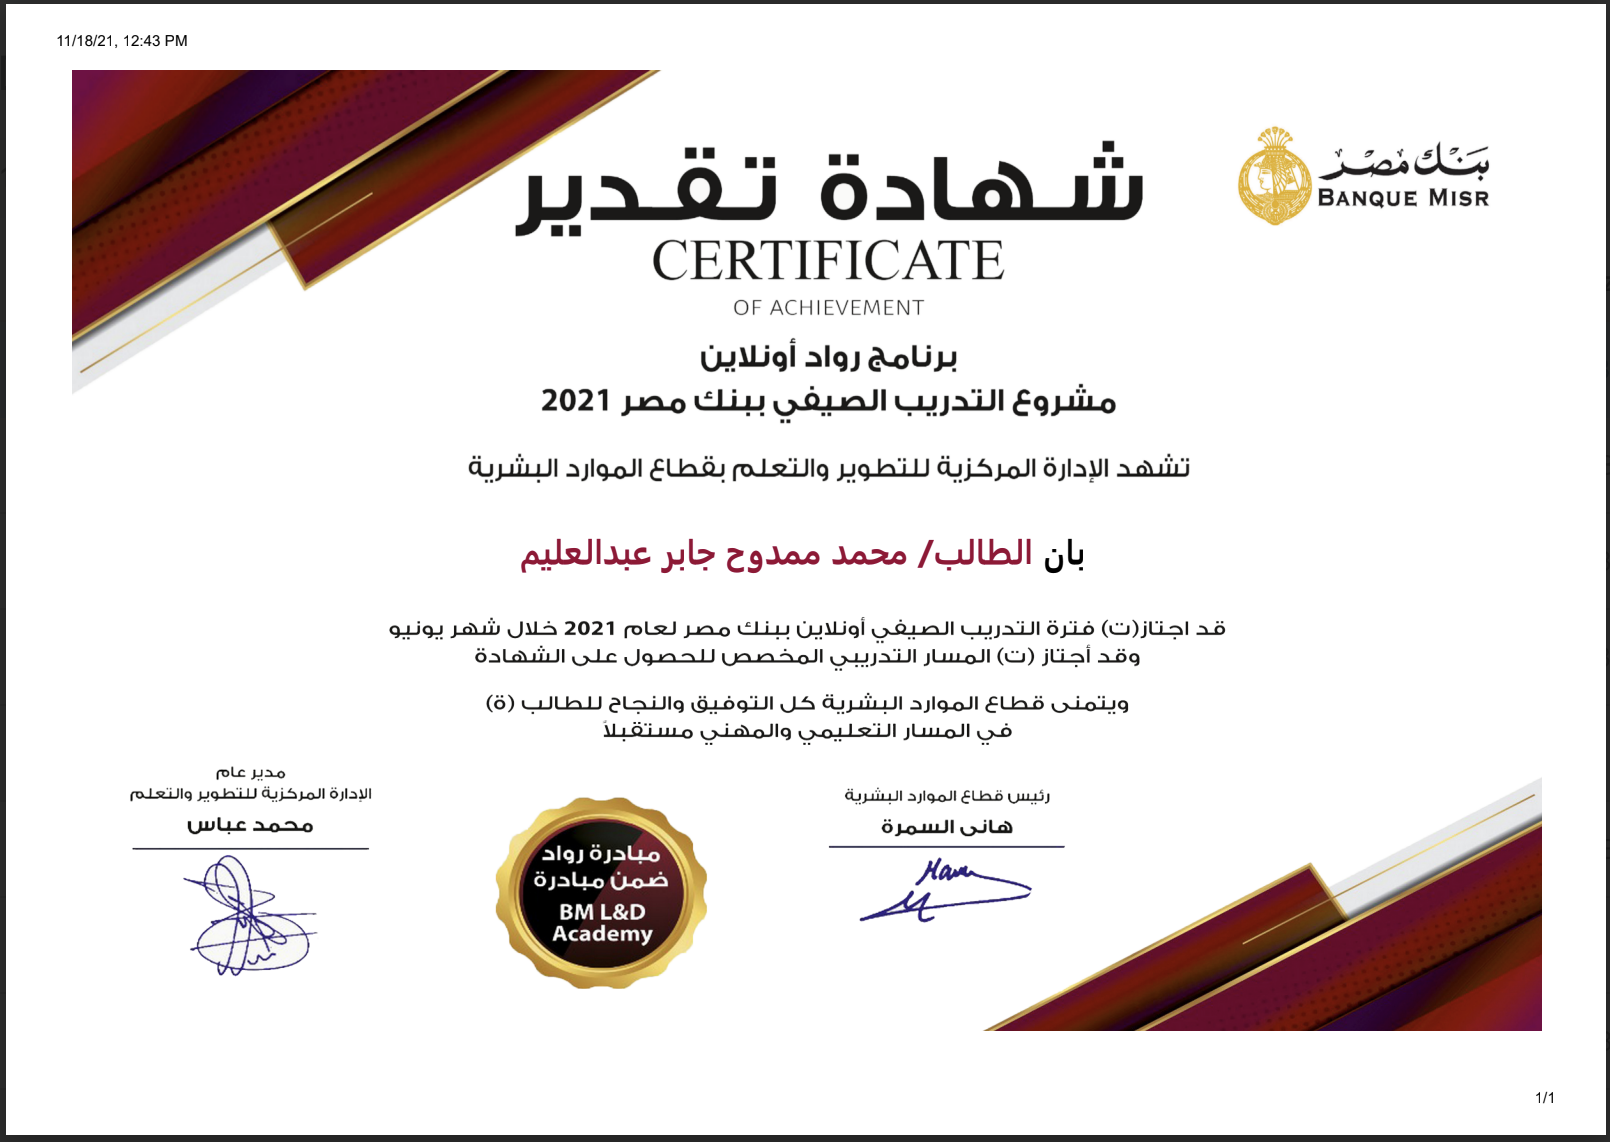 11/18/21, 12:43 PM
بنك مصر
BANQUE MISR
شهادة تقدير
CERTIFICATE
OF ACHIEVEMENT
برنامج رواد أونلاين
مشروع التدريب الصيفي ببنك مصر 2021
تشهد الإدارة المركزية للتطوير والتعلم بقطاع الموارد البشرية
بان الطالب/ محمد ممدوح جابر عبدالعليم
قد اجتاز(ت) فترة التدريب الصيفي أونلاين ببنك مصر لعام 2021 خلال شهر يونيو
وقد أجتاز (ت) المسار التدريبي المخصص للحصول على الشهادة
ويتمنى قطاع الموارد البشرية كل التوفيق والنجاح للطالب (ة)
في المسار التعليمي والمهني مستقبلاً
رئيس قطاع الموارد البشرية
هانى السمرة
مبادرة رواد
ضمن مبادرة
BM L&D
Academy
مدير عام
الإدارة المركزية للتطوير والتعلم
محمد عباس
1/1